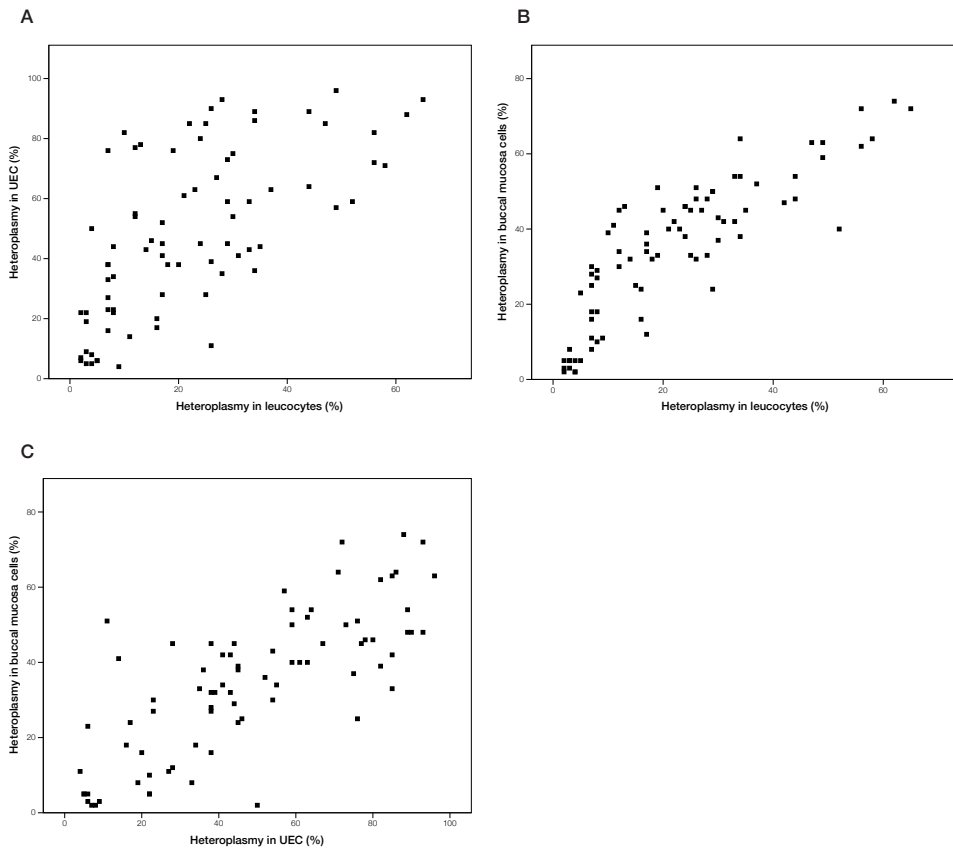 A
Heteroplasmy in UEC (%)
100
80
60
40
20
0
0 20 40 60
Heteroplasmy in leucocytes (%)
B
Heteroplasmy in buccal mucosa cells (%)
80
60
40
20
0
0 20 40 60
Heteroplasmy in leucocytes (%)
C
Heteroplasmy in buccal mucosa cells (%)
80
60
40
20
0
0 20 40 60 80 100
Heteroplasmy in UEC (%)